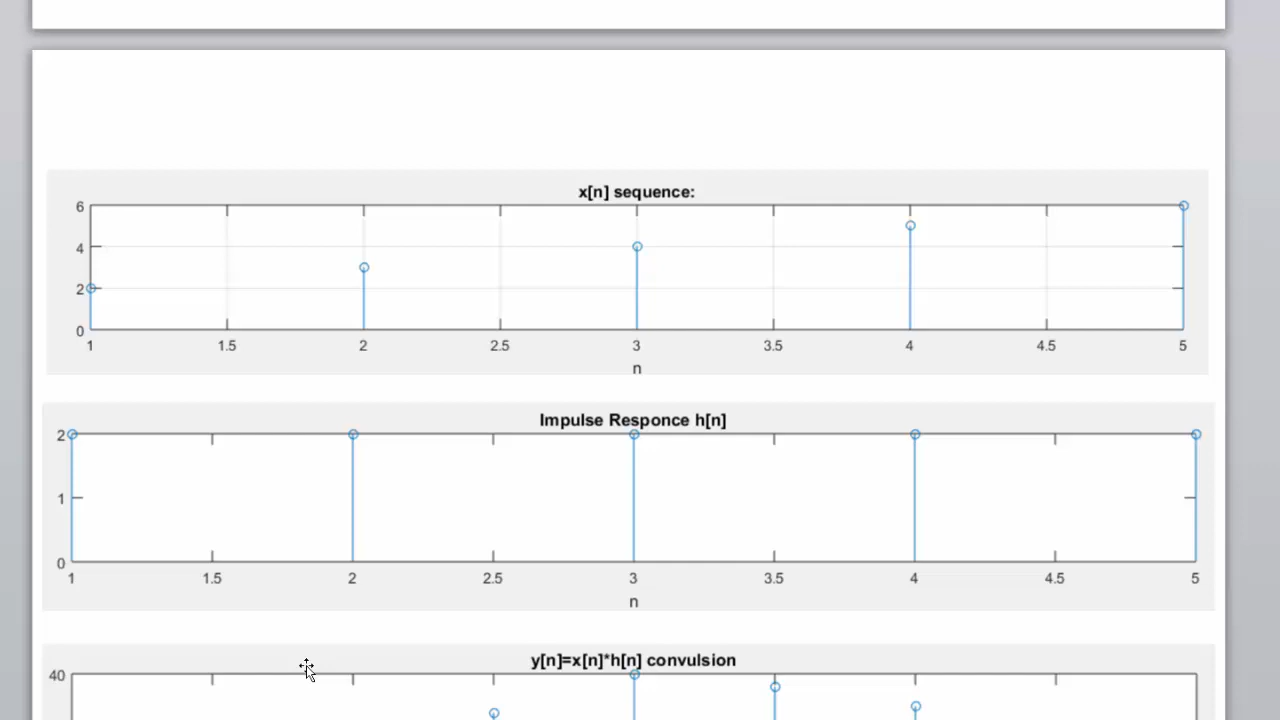 x[n] sequence:
6
4
2
0
1 1.5 2 2.5 3 3.5 4 4.5 5
n
Impulse Responce h[n]
2
1
0
1 1.5 2 2.5 3 3.5 4 4.5 5
n
y[n]=x[n]*h[n] convulsion
40